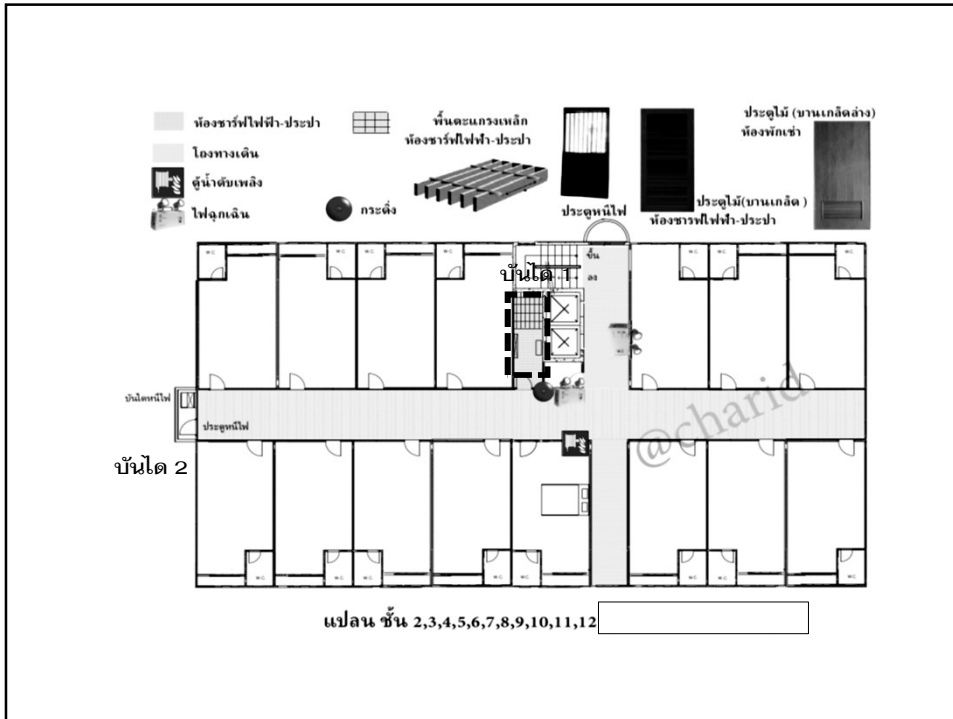 ห้องชาร์ฟไฟฟ้า-ประปา
โถงทางเดิน
ตู้น้ำดับเพลิง
ไฟฉุกเฉิน
พื้นตะแกรงเหล็ก
ห้องชาร์ฟไฟฟ้า-ประปา
กระดิ่ง
ประตูหนีไฟ
ประตูไม้(บานเกล็ด )
ห้องชาร์ฟไฟฟ้า-ประปา
ประตูไม้ (บานเกล็ดล่าง)
ห้องพักเช่า
W.C.
W.C.
W.C.
W.C.
W.C.
W.C.
W.C.
ขึ้น
ลง
บันได 1
บันไดหนีไฟ
ประตูหนีไฟ
บันได 2
@charid
W.C.
W.C.
W.C.
W.C.
W.C.
W.C.
W.C.
W.C.
แปลน ชั้น 2,3,4,5,6,7,8,9,10,11,12